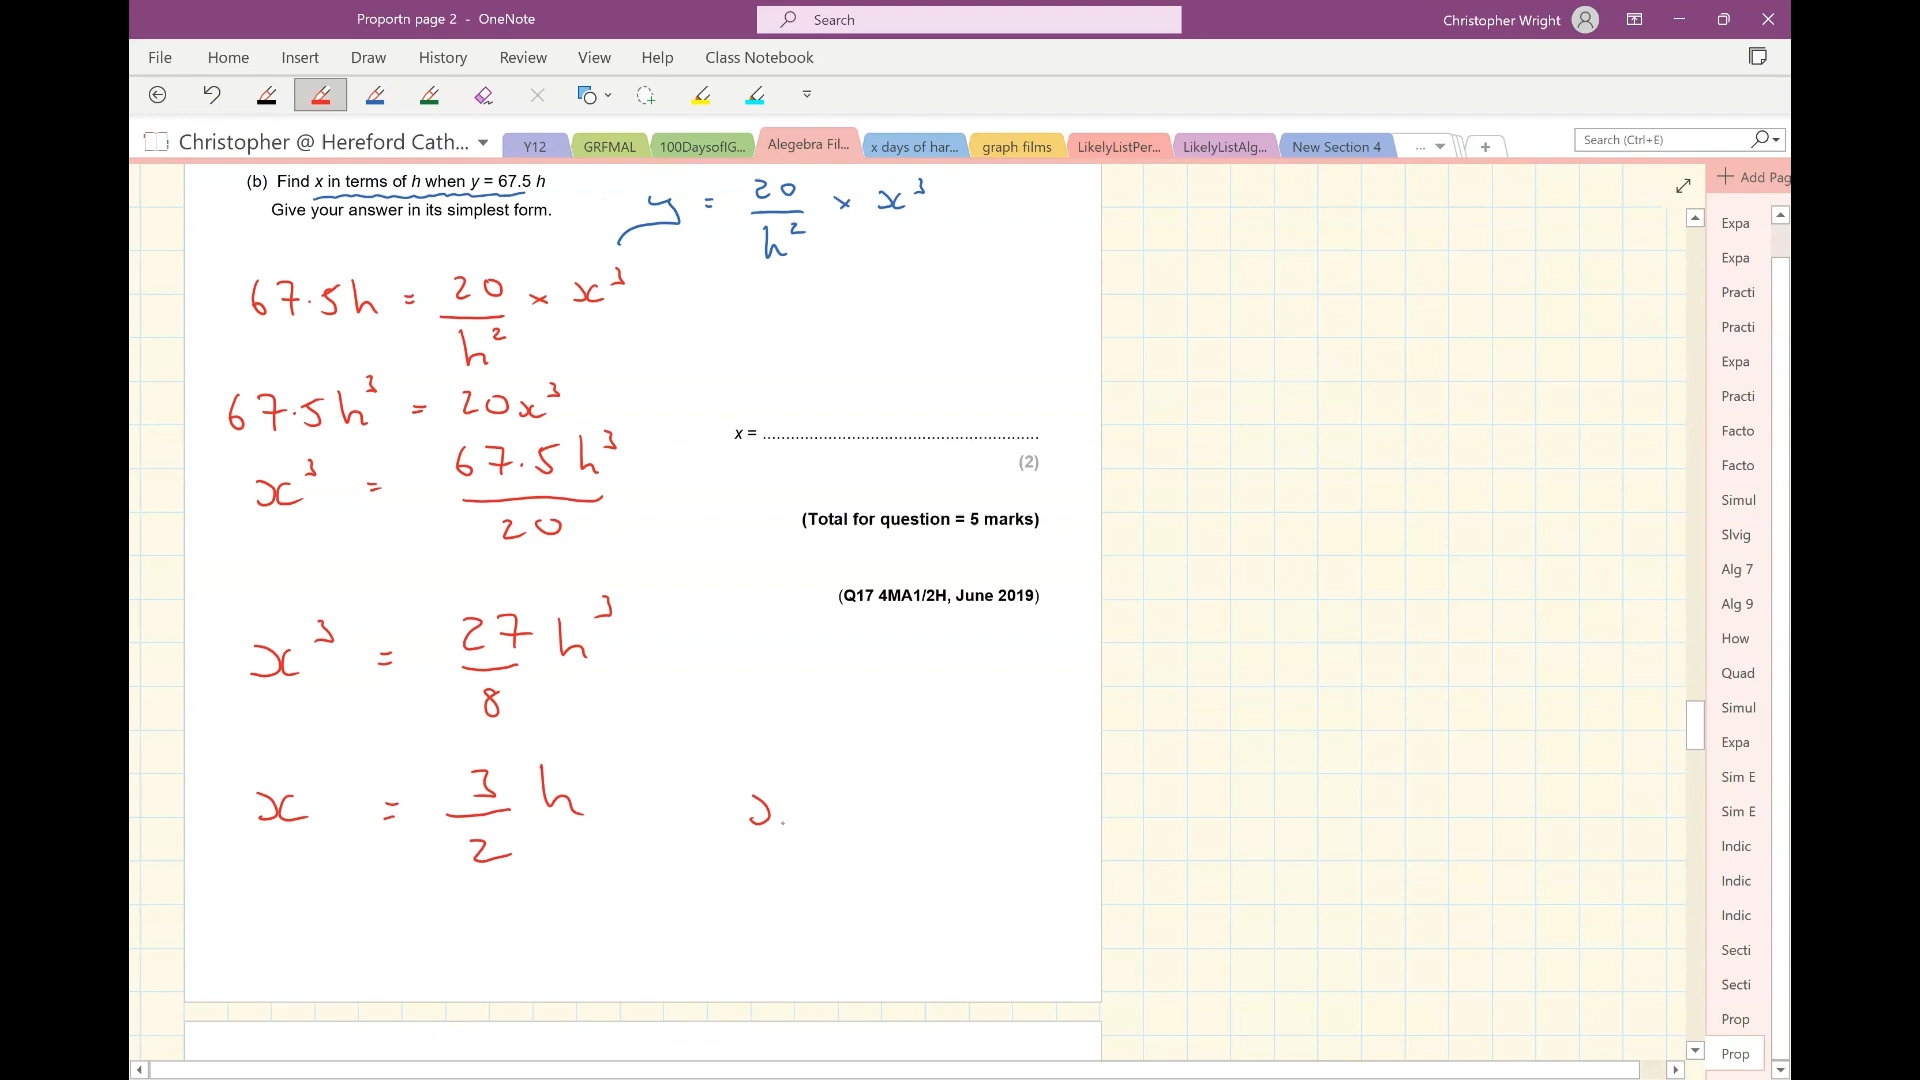 Proportn page 2 - OneNote
Search
Christopher Wright
File Home Insert Draw History Review View Help Class Notebook
Christopher @ Hereford Cath...
Y12
GRFMAL
100DaysofIG...
Alegebra Fil...
x days of har...
graph films
LikelyListPer...
LikelyListAlg...
New Section 4
...
Search (Ctrl+E)
Add Pag
(b) Find x in terms of h when y = 67.5 h
Give your answer in its simplest form.
y = 20/h² × x³
67.5h = 20/h² × x³
67.5h³ = 20x³
x³ = 67.5h³/20
x = ............................................................
(2)
(Total for question = 5 marks)
(Q17 4MA1/2H, June 2019)
x³ = 27/8 h³
x = 3/2 h
Expa
Expa
Practi
Practi
Expa
Practi
Facto
Facto
Simul
Slvig
Alg 7
Alg 9
How
Quad
Simul
Expa
Sim E
Sim E
Indic
Indic
Indic
Secti
Secti
Prop
Prop